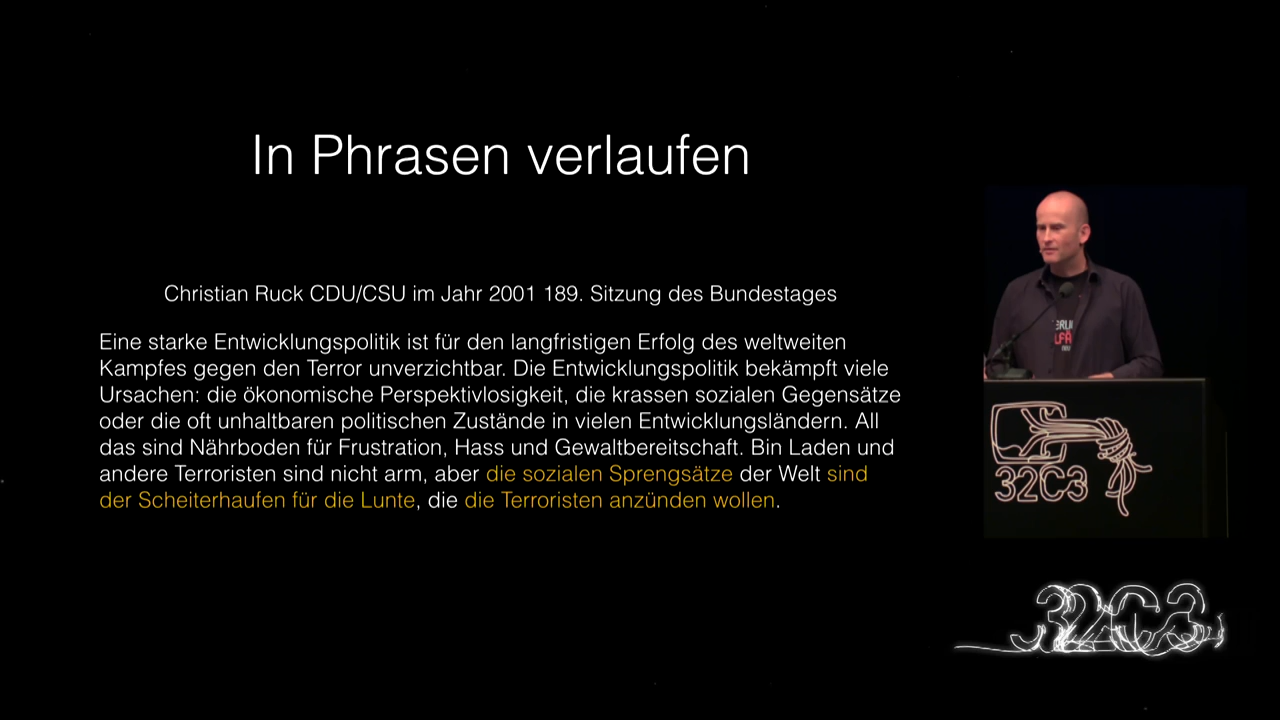 In Phrasen verlaufen
Christian Ruck CDU/CSU im Jahr 2001 189. Sitzung des Bundestages
Eine starke Entwicklungspolitik ist für den langfristigen Erfolg des weltweiten
Kampfes gegen den Terror unverzichtbar. Die Entwicklungspolitik bekämpft viele
Ursachen: die ökonomische Perspektivlosigkeit, die krassen sozialen Gegensätze
oder die oft unhaltbaren politischen Zustände in vielen Entwicklungsländern. All
das sind Nährboden für Frustration, Hass und Gewaltbereitschaft. Bin Laden und
andere Terroristen sind nicht arm, aber die sozialen Sprengsätze der Welt sind
der Scheiterhaufen für die Lunte, die die Terroristen anzünden wollen.
32C3
32C3